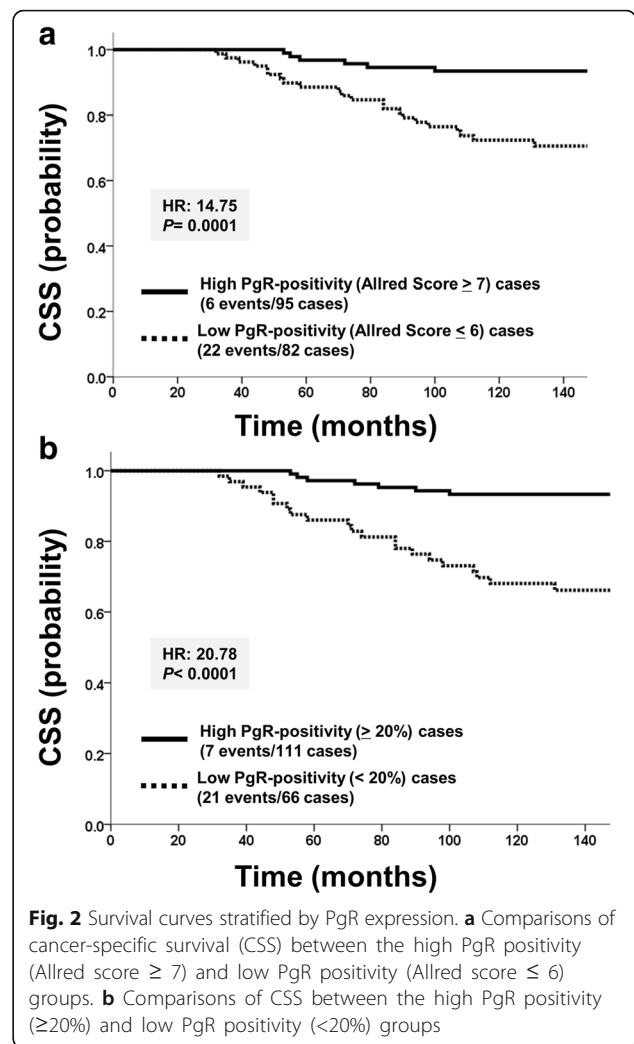 a
1.0
0.8
0.6
0.4
0.2
0.0
CSS (probability)
HR: 14.75
P= 0.0001
High PgR-positivity (Allred Score ≥ 7) cases
(6 events/95 cases)
Low PgR-positivity (Allred Score ≤ 6) cases
(22 events/82 cases)
0 20 40 60 80 100 120 140
Time (months)
b
1.0
0.8
0.6
0.4
0.2
0.0
CSS (probability)
HR: 20.78
P< 0.0001
High PgR-positivity (≥ 20%) cases
(7 events/111 cases)
Low PgR-positivity (< 20%) cases
(21 events/66 cases)
0 20 40 60 80 100 120 140
Time (months)
Fig. 2 Survival curves stratified by PgR expression. a Comparisons of
cancer-specific survival (CSS) between the high PgR positivity
(Allred score ≥ 7) and low PgR positivity (Allred score ≤ 6)
groups. b Comparisons of CSS between the high PgR positivity
(≥20%) and low PgR positivity (<20%) groups